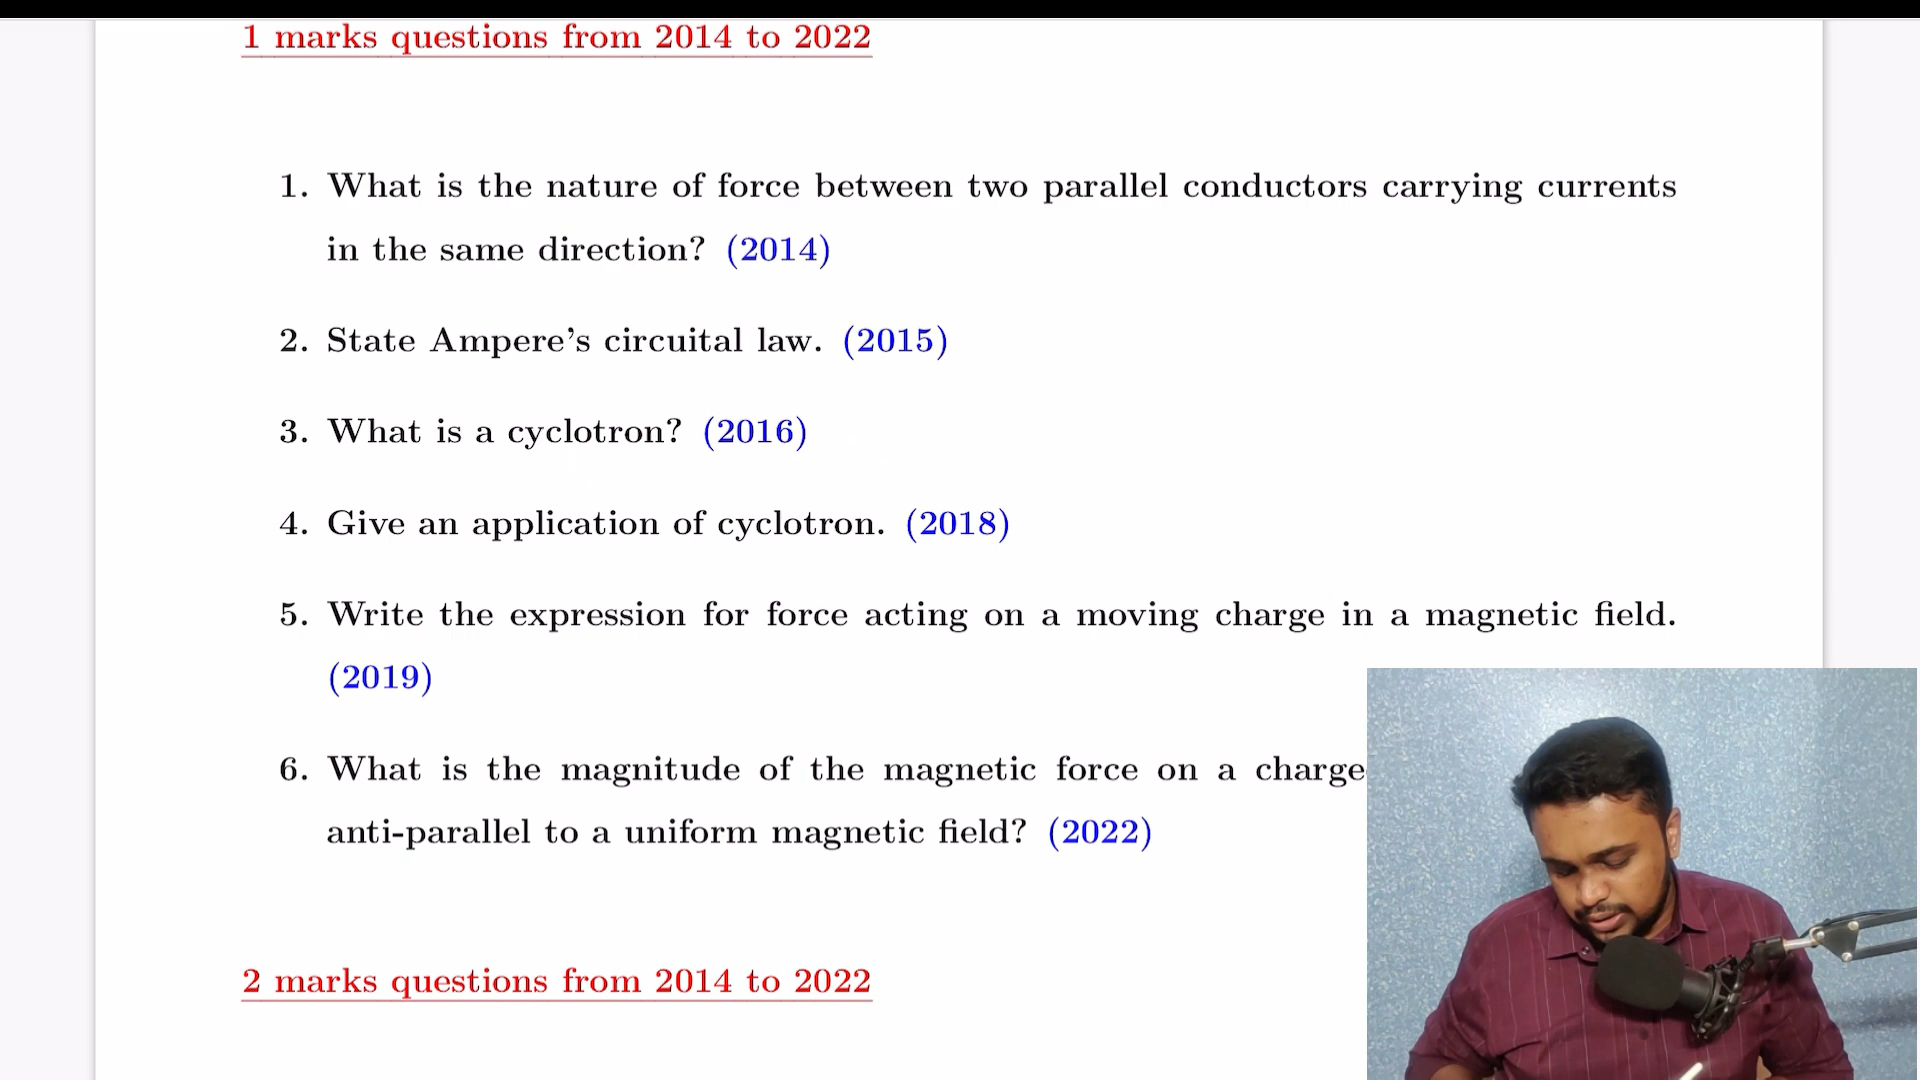 1 marks questions from 2014 to 2022
1. What is the nature of force between two parallel conductors carrying currents
in the same direction? (2014)
2. State Ampere's circuital law. (2015)
3. What is a cyclotron? (2016)
4. Give an application of cyclotron. (2018)
5. Write the expression for force acting on a moving charge in a magnetic field.
(2019)
6. What is the magnitude of the magnetic force on a charge
anti-parallel to a uniform magnetic field? (2022)
2 marks questions from 2014 to 2022